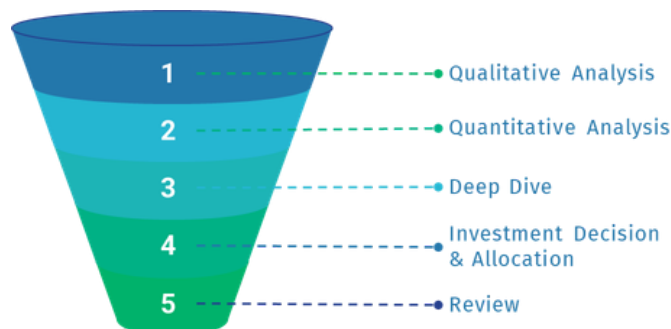 1 Qualitative Analysis
2 Quantitative Analysis
3 Deep Dive
4 Investment Decision
& Allocation
5 Review